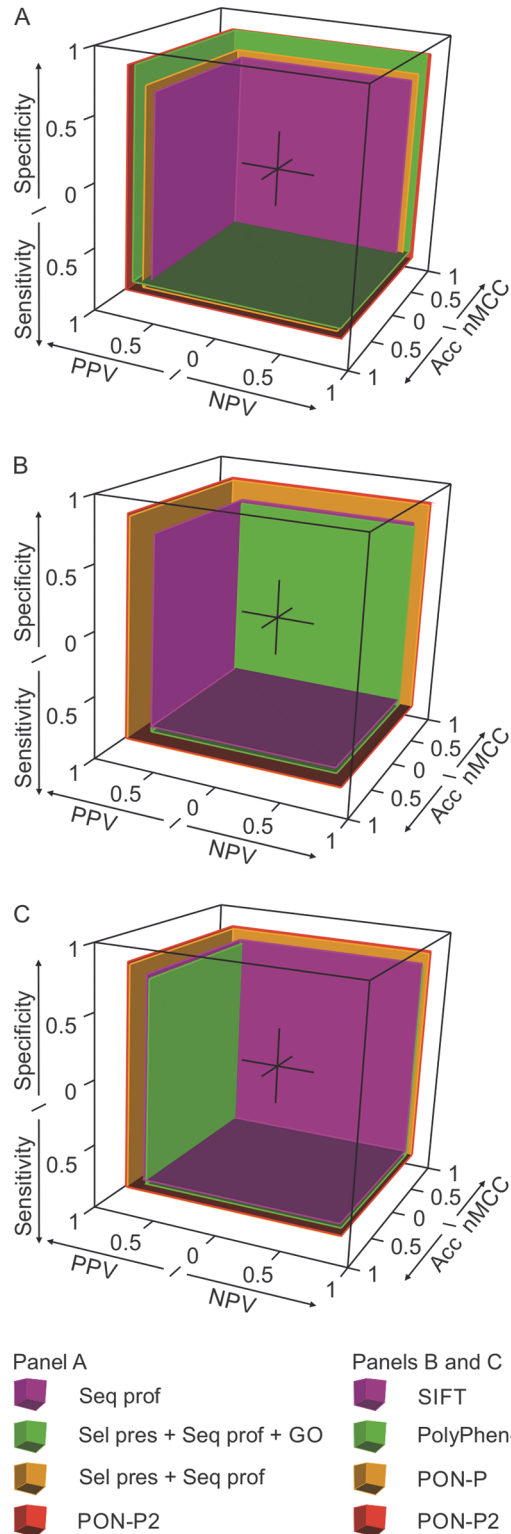 A
1
0.5
0
0.5
1
Specificity
/
Sensitivity
1
0.5
0
0.5
1
PPV / NPV
1
0.5
0
0.5
1
Acc / nMCC
B
1
0.5
0
0.5
1
Specificity
/
Sensitivity
1
0.5
0
0.5
1
PPV / NPV
1
0.5
0
0.5
1
Acc / nMCC
C
1
0.5
0
0.5
1
Specificity
/
Sensitivity
1
0.5
0
0.5
1
PPV / NPV
1
0.5
0
0.5
1
Acc / nMCC
Panel A
Seq prof
Sel pres + Seq prof + GO
Sel pres + Seq prof
PON-P2
Panels B and C
SIFT
PolyPhen-
PON-P
PON-P2